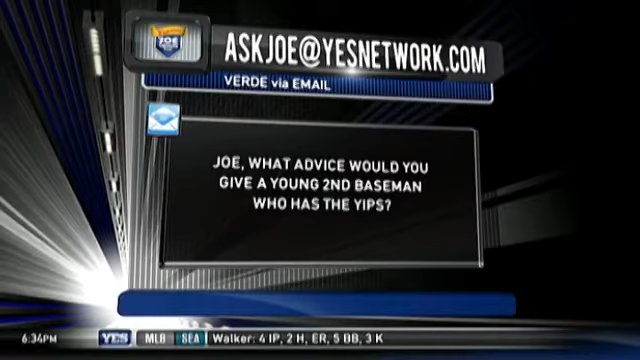 JOE
ASKJOE@YESNETWORK.COM
VERDE via EMAIL
JOE, WHAT ADVICE WOULD YOU
GIVE A YOUNG 2ND BASEMAN
WHO HAS THE YIPS?
6:34PM YES MLB SEA Walker: 4 IP, 2 H, ER, 5 BB, 3 K